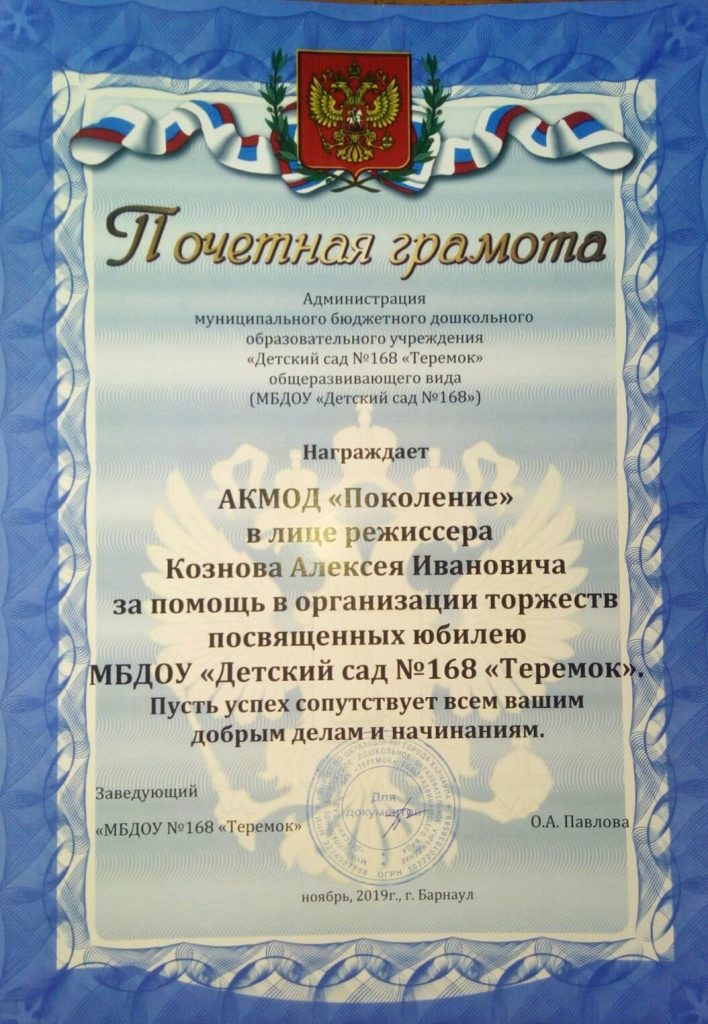 Почетная грамота
Администрация
муниципального бюджетного дошкольного
образовательного учреждения
«Детский сад №168 «Теремок»
общеразвивающего вида
(МБДОУ «Детский сад №168»)
Награждает
АКМОД «Поколение»
в лице режиссера
Кознова Алексея Ивановича
за помощь в организации торжеств
посвященных юбилею
МБДОУ «Детский сад №168 «Теремок».
Пусть успех сопутствует всем вашим
добрым делам и начинаниям.
Заведующий
«МБДОУ №168 «Теремок»
О.А. Павлова
Для
документов
ноябрь, 2019г., г. Барнаул